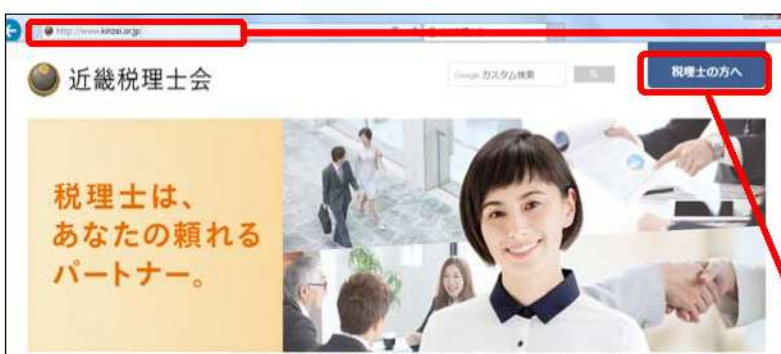 http://www.kinzei.or.jp/
近畿税理士会
Google カスタム検索
税理士の方へ
税理士は、
あなたの頼れる
パートナー。